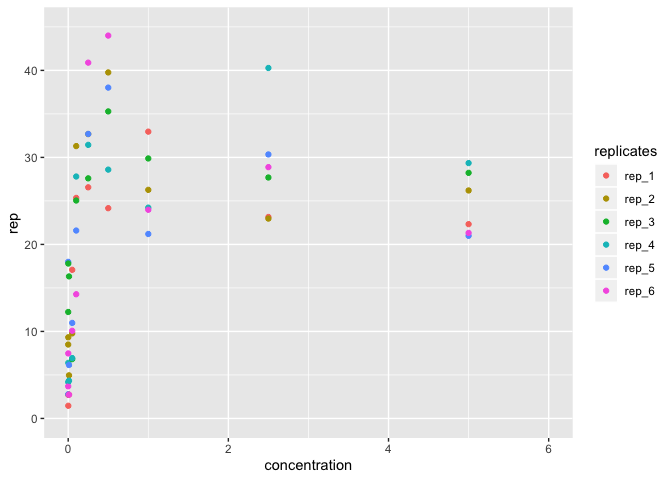 40
30
20
10
0
rep
0
2
4
6
concentration
replicates
rep_1
rep_2
rep_3
rep_4
rep_5
rep_6